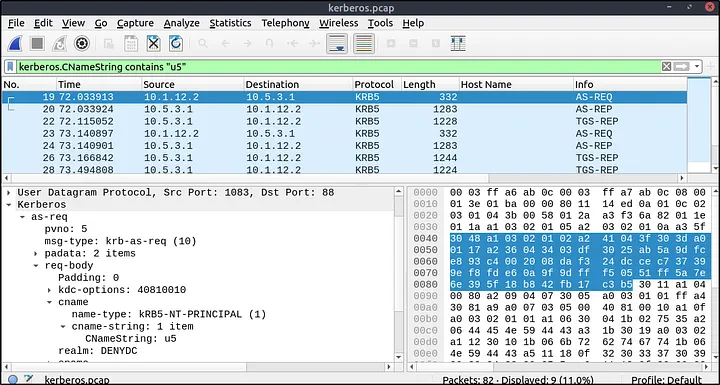 kerberos.pcap
File Edit View Go Capture Analyze Statistics Telephony Wireless Tools Help
kerberos.CNameString contains "u5"
No. Time Source Destination Protocol Length Host Name Info
19 72.033913 10.1.12.2 10.5.3.1 KRB5 332 AS-REQ
20 72.033924 10.5.3.1 10.1.12.2 KRB5 1283 AS-REP
22 72.115052 10.5.3.1 10.1.12.2 KRB5 1228 TGS-REP
23 73.140897 10.1.12.2 10.5.3.1 KRB5 332 AS-REQ
24 73.140901 10.5.3.1 10.1.12.2 KRB5 1283 AS-REP
26 73.166842 10.5.3.1 10.1.12.2 KRB5 1244 TGS-REP
28 73.494808 10.5.3.1 10.1.12.2 KRB5 1244 TGS-REP
User Datagram Protocol, Src Port: 1083, Dst Port: 88
Kerberos
as-req
pvno: 5
msg-type: krb-as-req (10)
padata: 2 items
req-body
Padding: 0
kdc-options: 40810010
cname
name-type: kRB5-NT-PRINCIPAL (1)
cname-string: 1 item
CNameString: u5
realm: DENYDC
0000 00 03 ff a6 ab 0c 00 03 ff a7 ab 0c 08 00
0010 01 3e 01 ba 00 00 80 11 14 ed 0a 01 0c 02
0020 03 01 04 3b 00 58 01 2a a3 f3 6a 82 01 1e
0030 01 1a a1 03 02 01 05 a2 03 02 01 0a a3 5f
0040 30 48 a1 03 02 01 02 a2 41 04 3f 30 3d a0
0050 01 17 a2 36 04 34 03 df 30 25 ab 5a 9d fc
0060 e8 93 c4 00 20 08 da f3 24 dc ce c7 37 39
0070 9e f8 fd e6 0a 9f 9d ff f5 05 51 ff 5a 7e
0080 6e 39 5f 18 b8 42 fb 17 c3 b5 30 11 a1 04
0090 00 80 a2 09 04 07 30 05 a0 03 01 01 ff a4
00a0 30 81 a9 a0 07 03 05 00 40 81 00 10 a1 0f
00b0 a0 03 02 01 01 a1 06 30 04 1b 02 75 35 a2
00c0 06 44 45 4e 59 44 43 a3 1b 30 19 a0 03 02
00d0 a1 12 30 10 1b 06 6b 72 62 74 67 74 1b 06
00e0 4e 59 44 43 a5 11 18 0f 32 30 33 37 30 39
kerberos.pcap
Packets: 82 · Displayed: 9 (11.0%)
Profile: Default